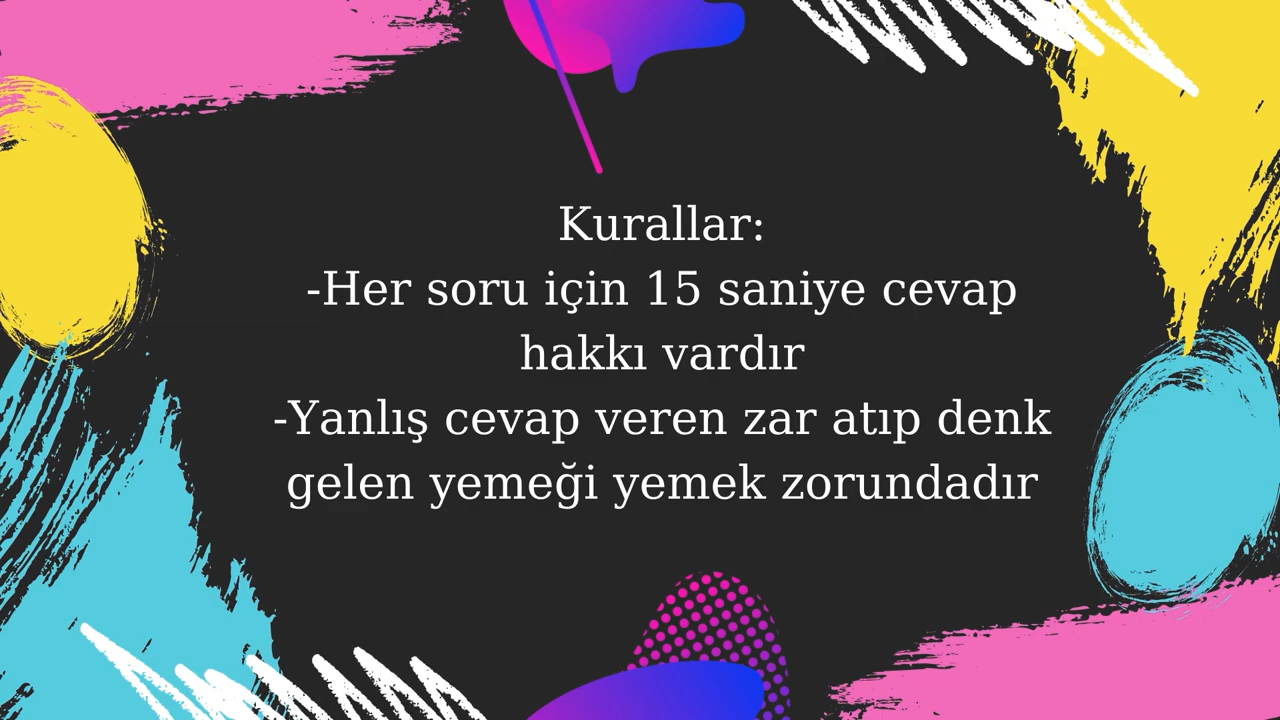 Kurallar:
-Her soru için 15 saniye cevap
hakkı vardır
-Yanlış cevap veren zar atıp denk
gelen yemeği yemek zorundadır